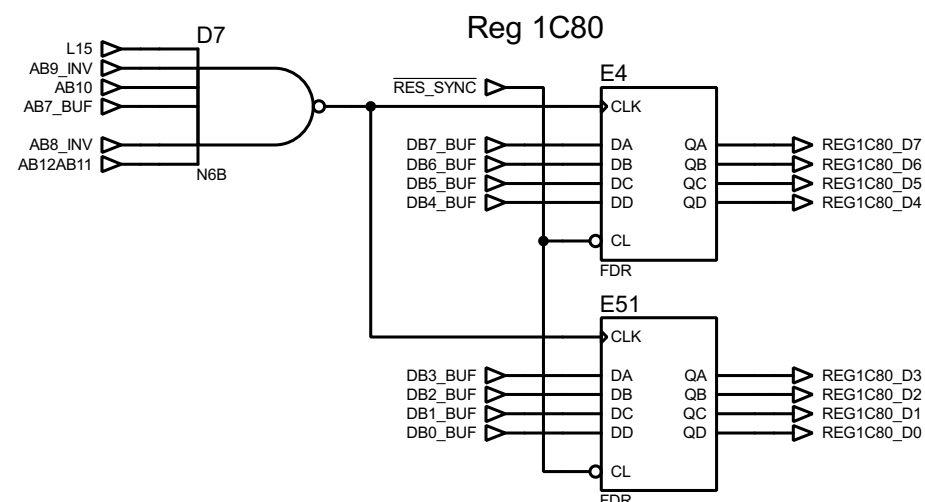 Reg 1C80
D7
L15
AB9_INV
AB10
AB7_BUF
AB8_INV
AB12AB11
N6B
RES_SYNC
E4
CLK
DB7_BUF DA QA REG1C80_D7
DB6_BUF DB QB REG1C80_D6
DB5_BUF DC QC REG1C80_D5
DB4_BUF DD QD REG1C80_D4
CL
FDR
E51
CLK
DB3_BUF DA QA REG1C80_D3
DB2_BUF DB QB REG1C80_D2
DB1_BUF DC QC REG1C80_D1
DB0_BUF DD QD REG1C80_D0
CL
FDR